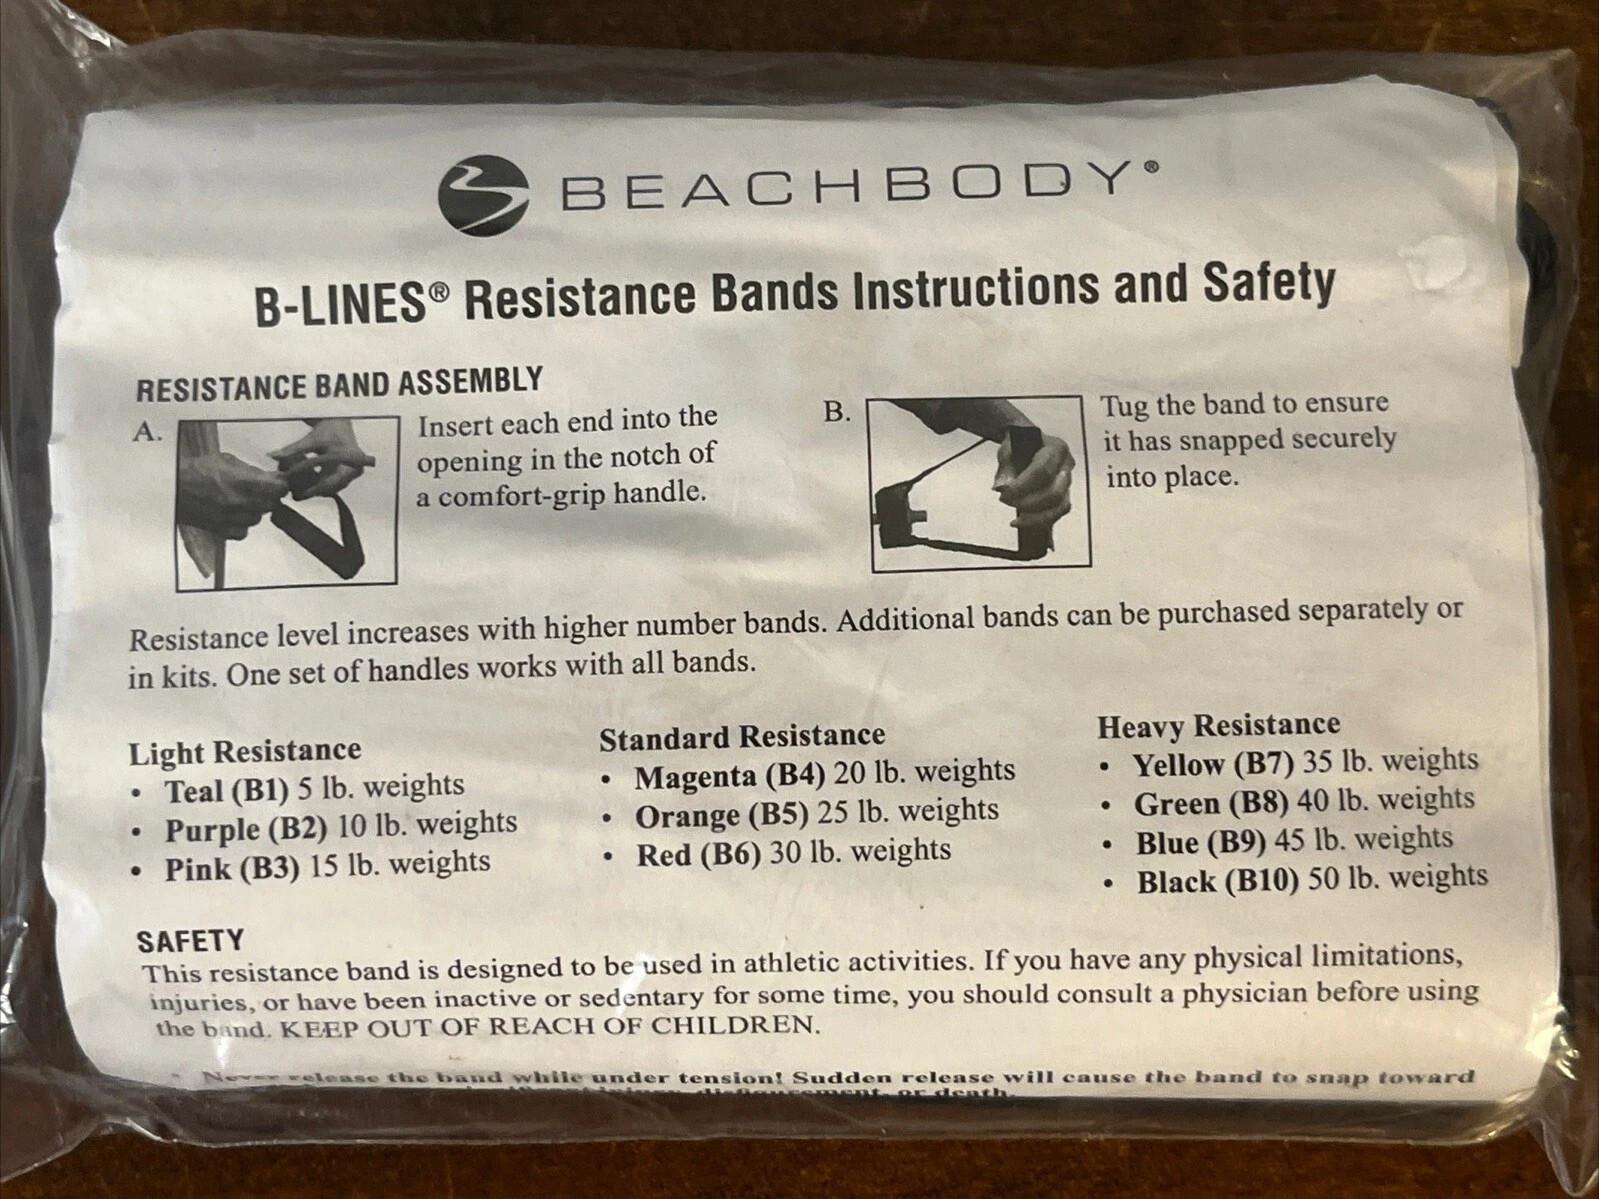 BEACHBODY®
B-LINES® Resistance Bands Instructions and Safety
RESISTANCE BAND ASSEMBLY
A.
Insert each end into the
opening in the notch of
a comfort-grip handle.
B.
Tug the band to ensure
it has snapped securely
into place.
Resistance level increases with higher number bands. Additional bands can be purchased separately or
in kits. One set of handles works with all bands.
Light Resistance
• Teal (B1) 5 lb. weights
• Purple (B2) 10 lb. weights
• Pink (B3) 15 lb. weights
Standard Resistance
• Magenta (B4) 20 lb. weights
• Orange (B5) 25 lb. weights
• Red (B6) 30 lb. weights
Heavy Resistance
• Yellow (B7) 35 lb. weights
• Green (B8) 40 lb. weights
• Blue (B9) 45 lb. weights
• Black (B10) 50 lb. weights
SAFETY
This resistance band is designed to be used in athletic activities. If you have any physical limitations,
injuries, or have been inactive or sedentary for some time, you should consult a physician before using
the band. KEEP OUT OF REACH OF CHILDREN.
* Never release the band while under tension! Sudden release will cause the band to snap toward
disfigurement, or death.